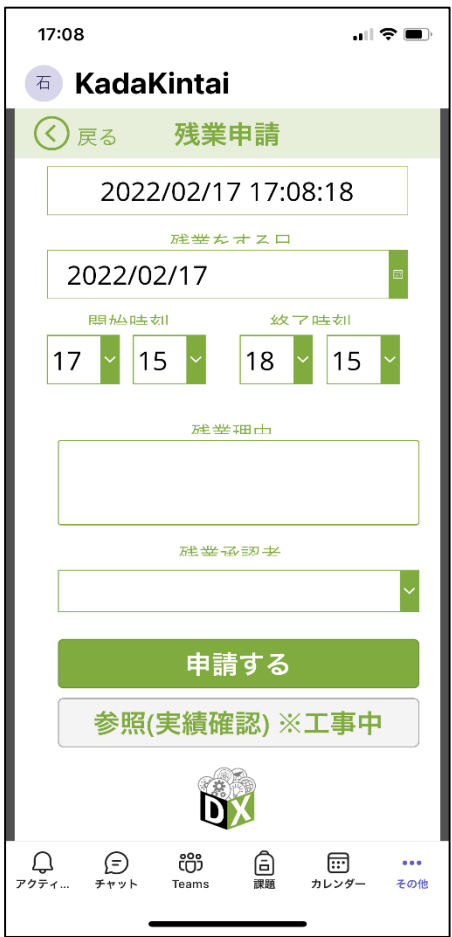 17:08
石 KadaKintai
戻る 残業申請
2022/02/17 17:08:18
残業をする日
2022/02/17
開始時刻 終了時刻
17 15 18 15
残業理由
残業承認者
申請する
参照(実績確認) ※工事中
DX
アクティ... チャット Teams 課題 カレンダー その他